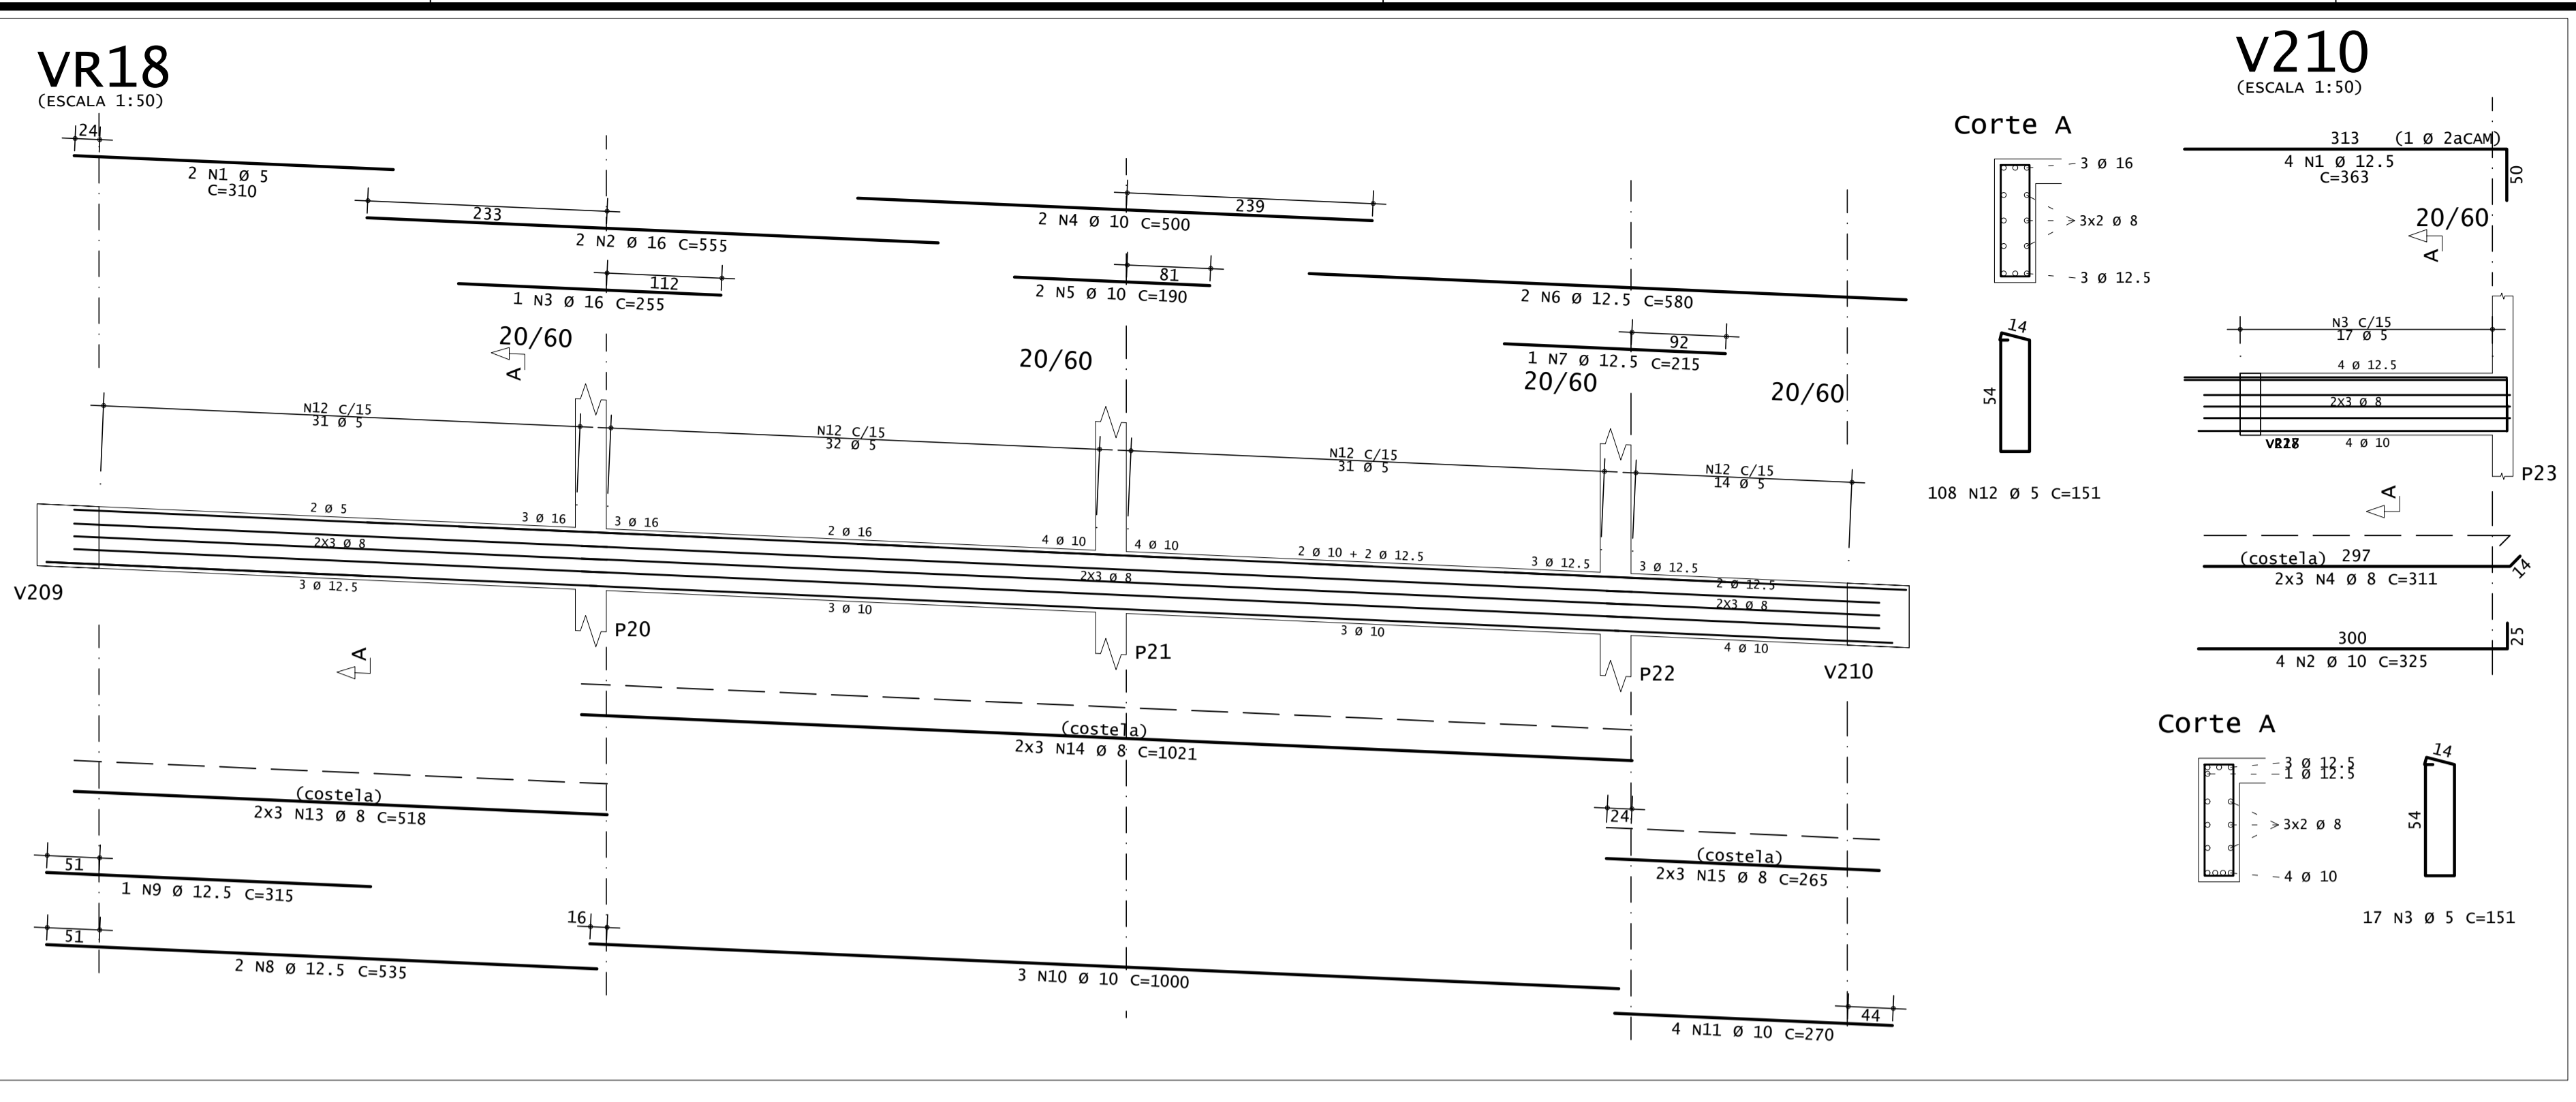 VR18
(ESCALA 1:50)
24
2 N1 Ø 5
C=310
233
2 N2 Ø 16 C=555
112
1 N3 Ø 16 C=255
239
2 N4 Ø 10 C=500
81
2 N5 Ø 10 C=190
2 N6 Ø 12.5 C=580
92
1 N7 Ø 12.5 C=215
20/60
A
20/60
20/60
20/60
N12 C/15
31 Ø 5
N12 C/15
32 Ø 5
N12 C/15
31 Ø 5
N12 C/15
14 Ø 5
2 Ø 5
3 Ø 16
3 Ø 16
2 Ø 16
4 Ø 10
4 Ø 10
2 Ø 10 + 2 Ø 12.5
3 Ø 12.5
3 Ø 12.5
2 Ø 12.5
2X3 Ø 8
2X3 Ø 8
2X3 Ø 8
3 Ø 12.5
3 Ø 10
3 Ø 10
4 Ø 10
V209
P20
P21
P22
V210
A
(costela)
2x3 N14 Ø 8 C=1021
(costela)
2x3 N13 Ø 8 C=518
24
(costela)
2x3 N15 Ø 8 C=265
51
1 N9 Ø 12.5 C=315
51
2 N8 Ø 12.5 C=535
16
3 N10 Ø 10 C=1000
44
4 N11 Ø 10 C=270
Corte A
3 Ø 16
3x2 Ø 8
3 Ø 12.5
14
54
108 N12 Ø 5 C=151
V210
(ESCALA 1:50)
313 (1 Ø 2aCAM)
4 N1 Ø 12.5
C=363
50
20/60
A
N3 C/15
17 Ø 5
4 Ø 12.5
2X3 Ø 8
4 Ø 10
P23
A
(costela) 297
2x3 N4 Ø 8 C=311
14
300
25
4 N2 Ø 10 C=325
Corte A
3 Ø 12.5
1 Ø 12.5
3x2 Ø 8
4 Ø 10
14
54
17 N3 Ø 5 C=151